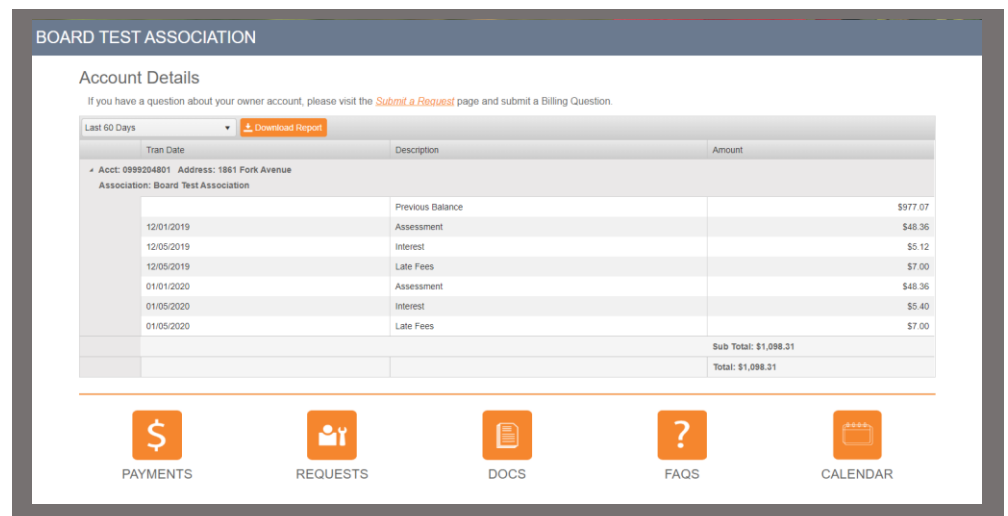 BOARD TEST ASSOCIATION
Account Details
If you have a question about your owner account, please visit the Submit a Request page and submit a Billing Question.
Last 60 Days Download Report
Tran Date Description Amount
Acct: 0999204801 Address: 1861 Fork Avenue
Association: Board Test Association
Previous Balance $977.07
12/01/2019 Assessment $48.36
12/05/2019 Interest $5.12
12/05/2019 Late Fees $7.00
01/01/2020 Assessment $48.36
01/05/2020 Interest $5.40
01/05/2020 Late Fees $7.00
Sub Total: $1,098.31
Total: $1,098.31
$ ?
PAYMENTS REQUESTS DOCS FAQS CALENDAR